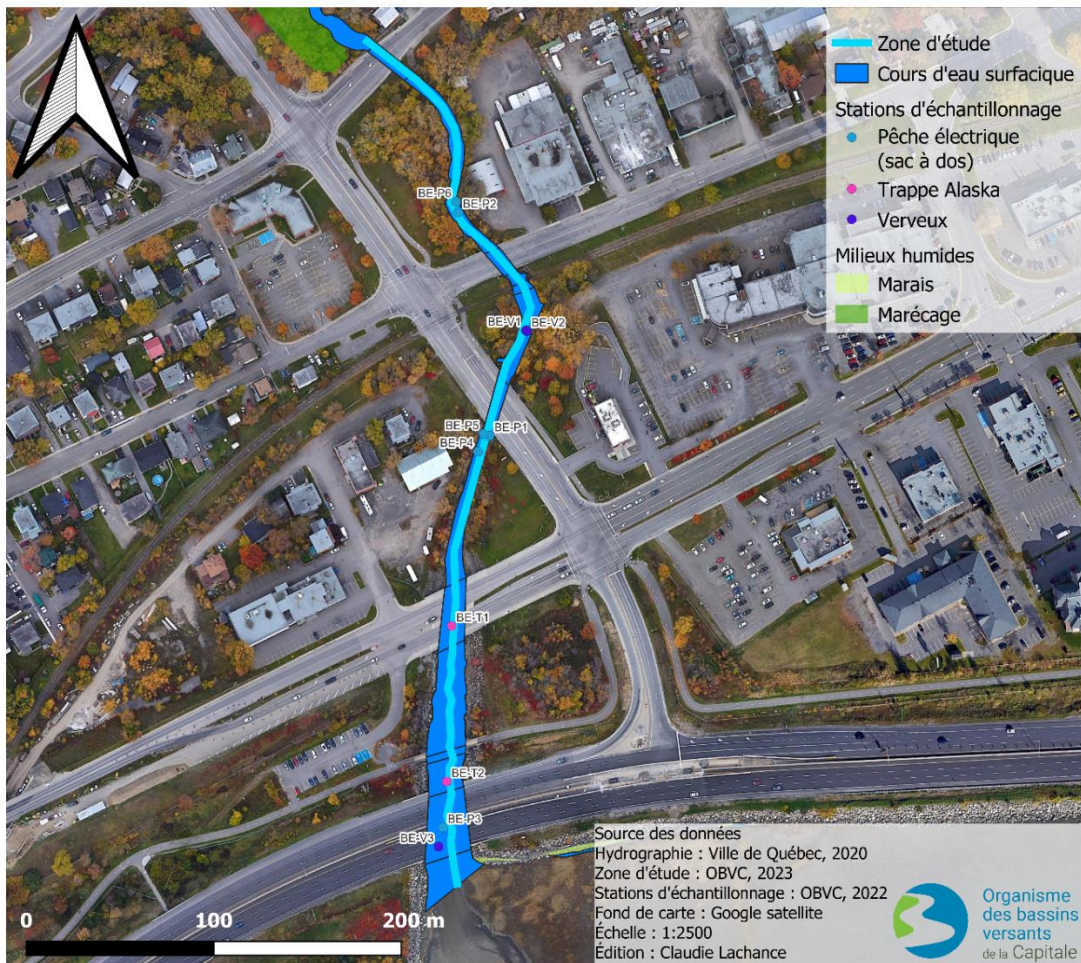 Zone d'étude
Cours d'eau surfacique
Stations d'échantillonnage
Pêche électrique
(sac à dos)
Trappe Alaska
Verveux
Milieux humides
Marais
Marécage
BE-P6
BE-P2
BE-V1
BE-V2
BE-P5
BE-P1
BE-P4
BE-T1
BE-T2
BE-P3
BE-V3
Source des données
Hydrographie : Ville de Québec, 2020
Zone d'étude : OBVC, 2023
Stations d'échantillonnage : OBVC, 2022
Fond de carte : Google satellite
Échelle : 1:2500
Édition : Claudie Lachance
Organisme
des bassins
versants
de la Capitale
0 100 200 m